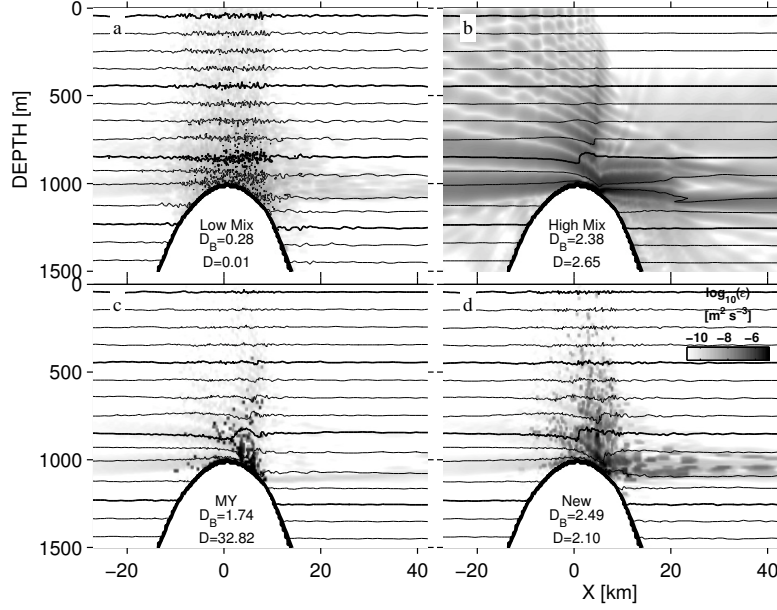 0
a
b
500
DEPTH [m]
1000
Low Mix
D_B=0.28
D=0.01
High Mix
D_B=2.38
D=2.65
1500
0
c
d
log₁₀(ε)
[m² s⁻³]
−10 −8 −6
500
1000
MY
D_B=1.74
D=32.82
New
D_B=2.49
D=2.10
1500
−20 0 20 40
−20 0 20 40
X [km]